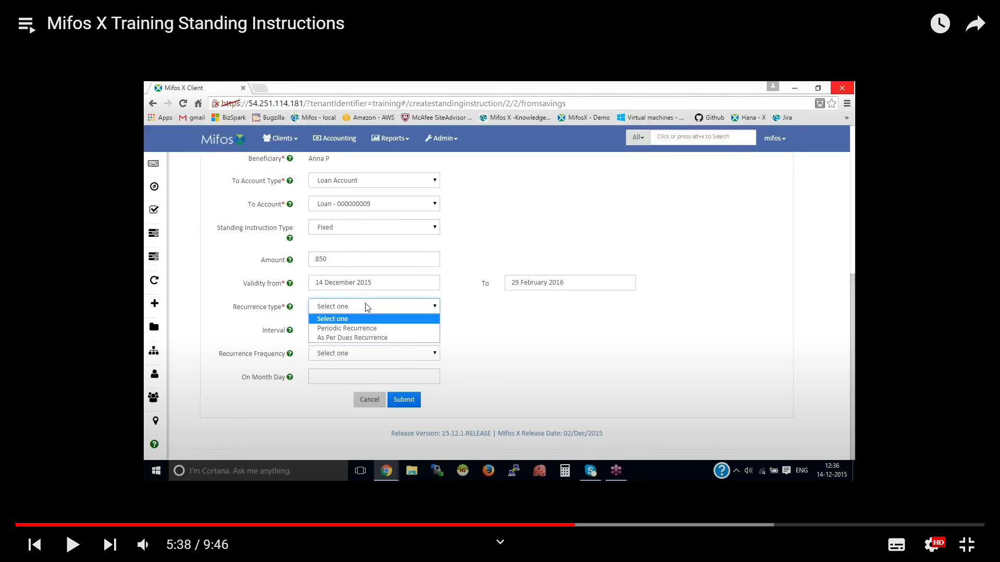 Mifos X Training Standing Instructions
Mifos X Client
https://54.251.114.181/?tenantIdentifier=training#/createstandinginstruction/2/2/fromsavings
Apps gmail BizSpark Bugzilla Mifos - local Amazon - AWS McAfee SiteAdvisor ... Mifos X -Knowledge... MifosX - Demo Virtual machines - ... Github Hana - X Jira »
Mifos Clients Accounting Reports Admin All Click or press alt+x to Search mifos
Beneficiary* Anna P
To Account Type* Loan Account
To Account* Loan - 000000009
Standing Instruction Type Fixed
Amount 850
Validity from* 14 December 2015 To 29 February 2016
Recurrence type* Select one
Select one
Periodic Recurrence
Interval
As Per Dues Recurrence
Recurrence Frequency Select one
On Month Day
Cancel Submit
Release Version: 15.12.1.RELEASE | Mifos X Release Date: 02/Dec/2015
I'm Cortana. Ask me anything. HS ENG 12:36
14-12-2015
5:38 / 9:46 HD